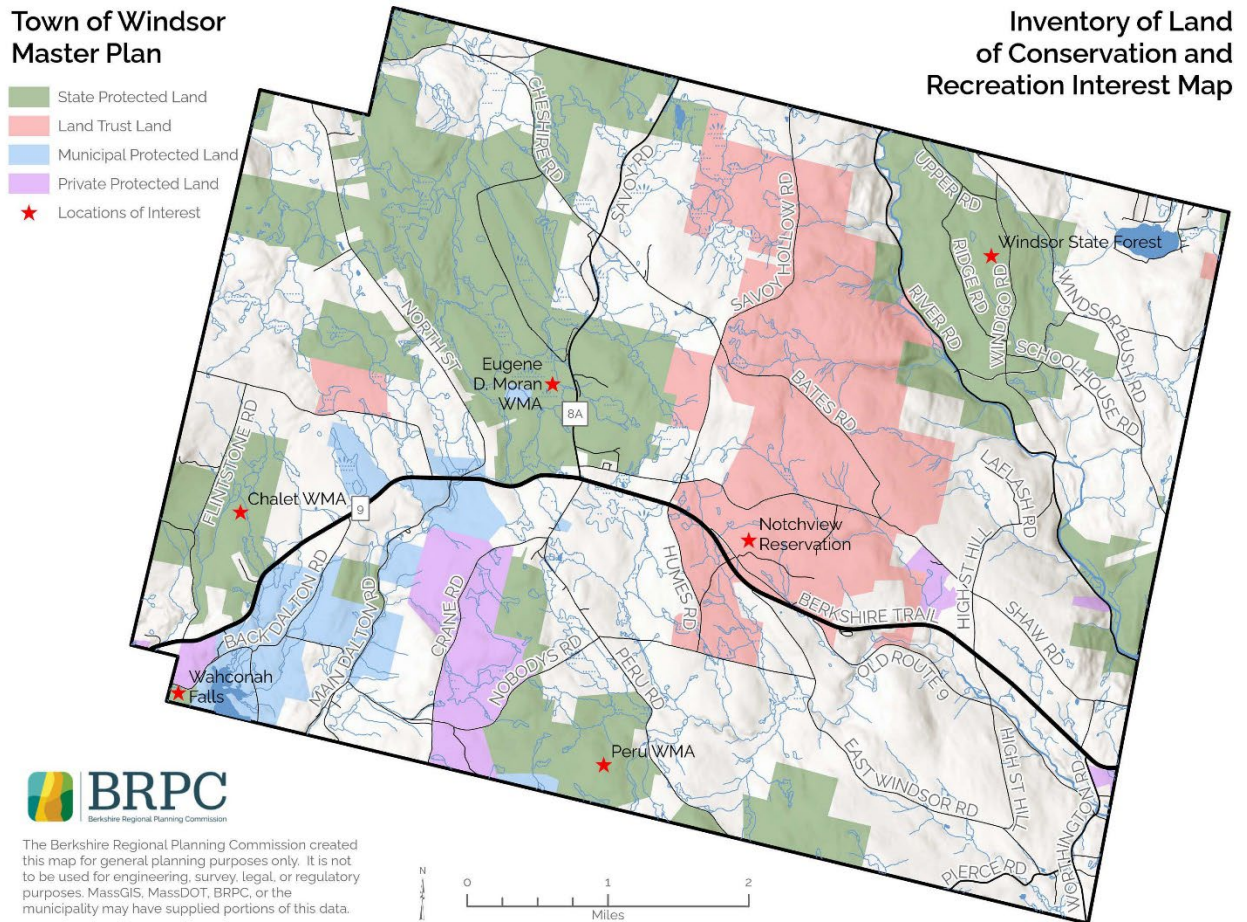 Town of Windsor
Master Plan
Inventory of Land
of Conservation and
Recreation Interest Map
State Protected Land
Land Trust Land
Municipal Protected Land
Private Protected Land
Locations of Interest
CHESHIRE RD
SAVOY RD
UPPER RD
Windsor State Forest
RIDGE RD
WINDIGO RD
WINDSOR BUSH RD
SAVOY HOLLOW RD
RIVER RD
SCHOOLHOUSE RD
NORTH ST
Eugene
D. Moran
WMA
8A
BATES RD
FLINTSTONE RD
Chalet WMA
9
LAFLASH RD
Notchview
Reservation
HUMES RD
HIGH ST HILL
BERKSHIRE TRAIL
SHAW RD
BACK DALTON RD
MAIN DALTON RD
CRANE RD
NOBODYS RD
PERU RD
OLD ROUTE 9
Wahconah
Falls
Peru WMA
EAST WINDSOR RD
HIGH ST HILL
WORTHINGTON RD
PIERCE RD
BRPC
Berkshire Regional Planning Commission
The Berkshire Regional Planning Commission created
this map for general planning purposes only. It is not
to be used for engineering, survey, legal, or regulatory
purposes. MassGIS, MassDOT, BRPC, or the
municipality may have supplied portions of this data.
N
0 1 2
Miles